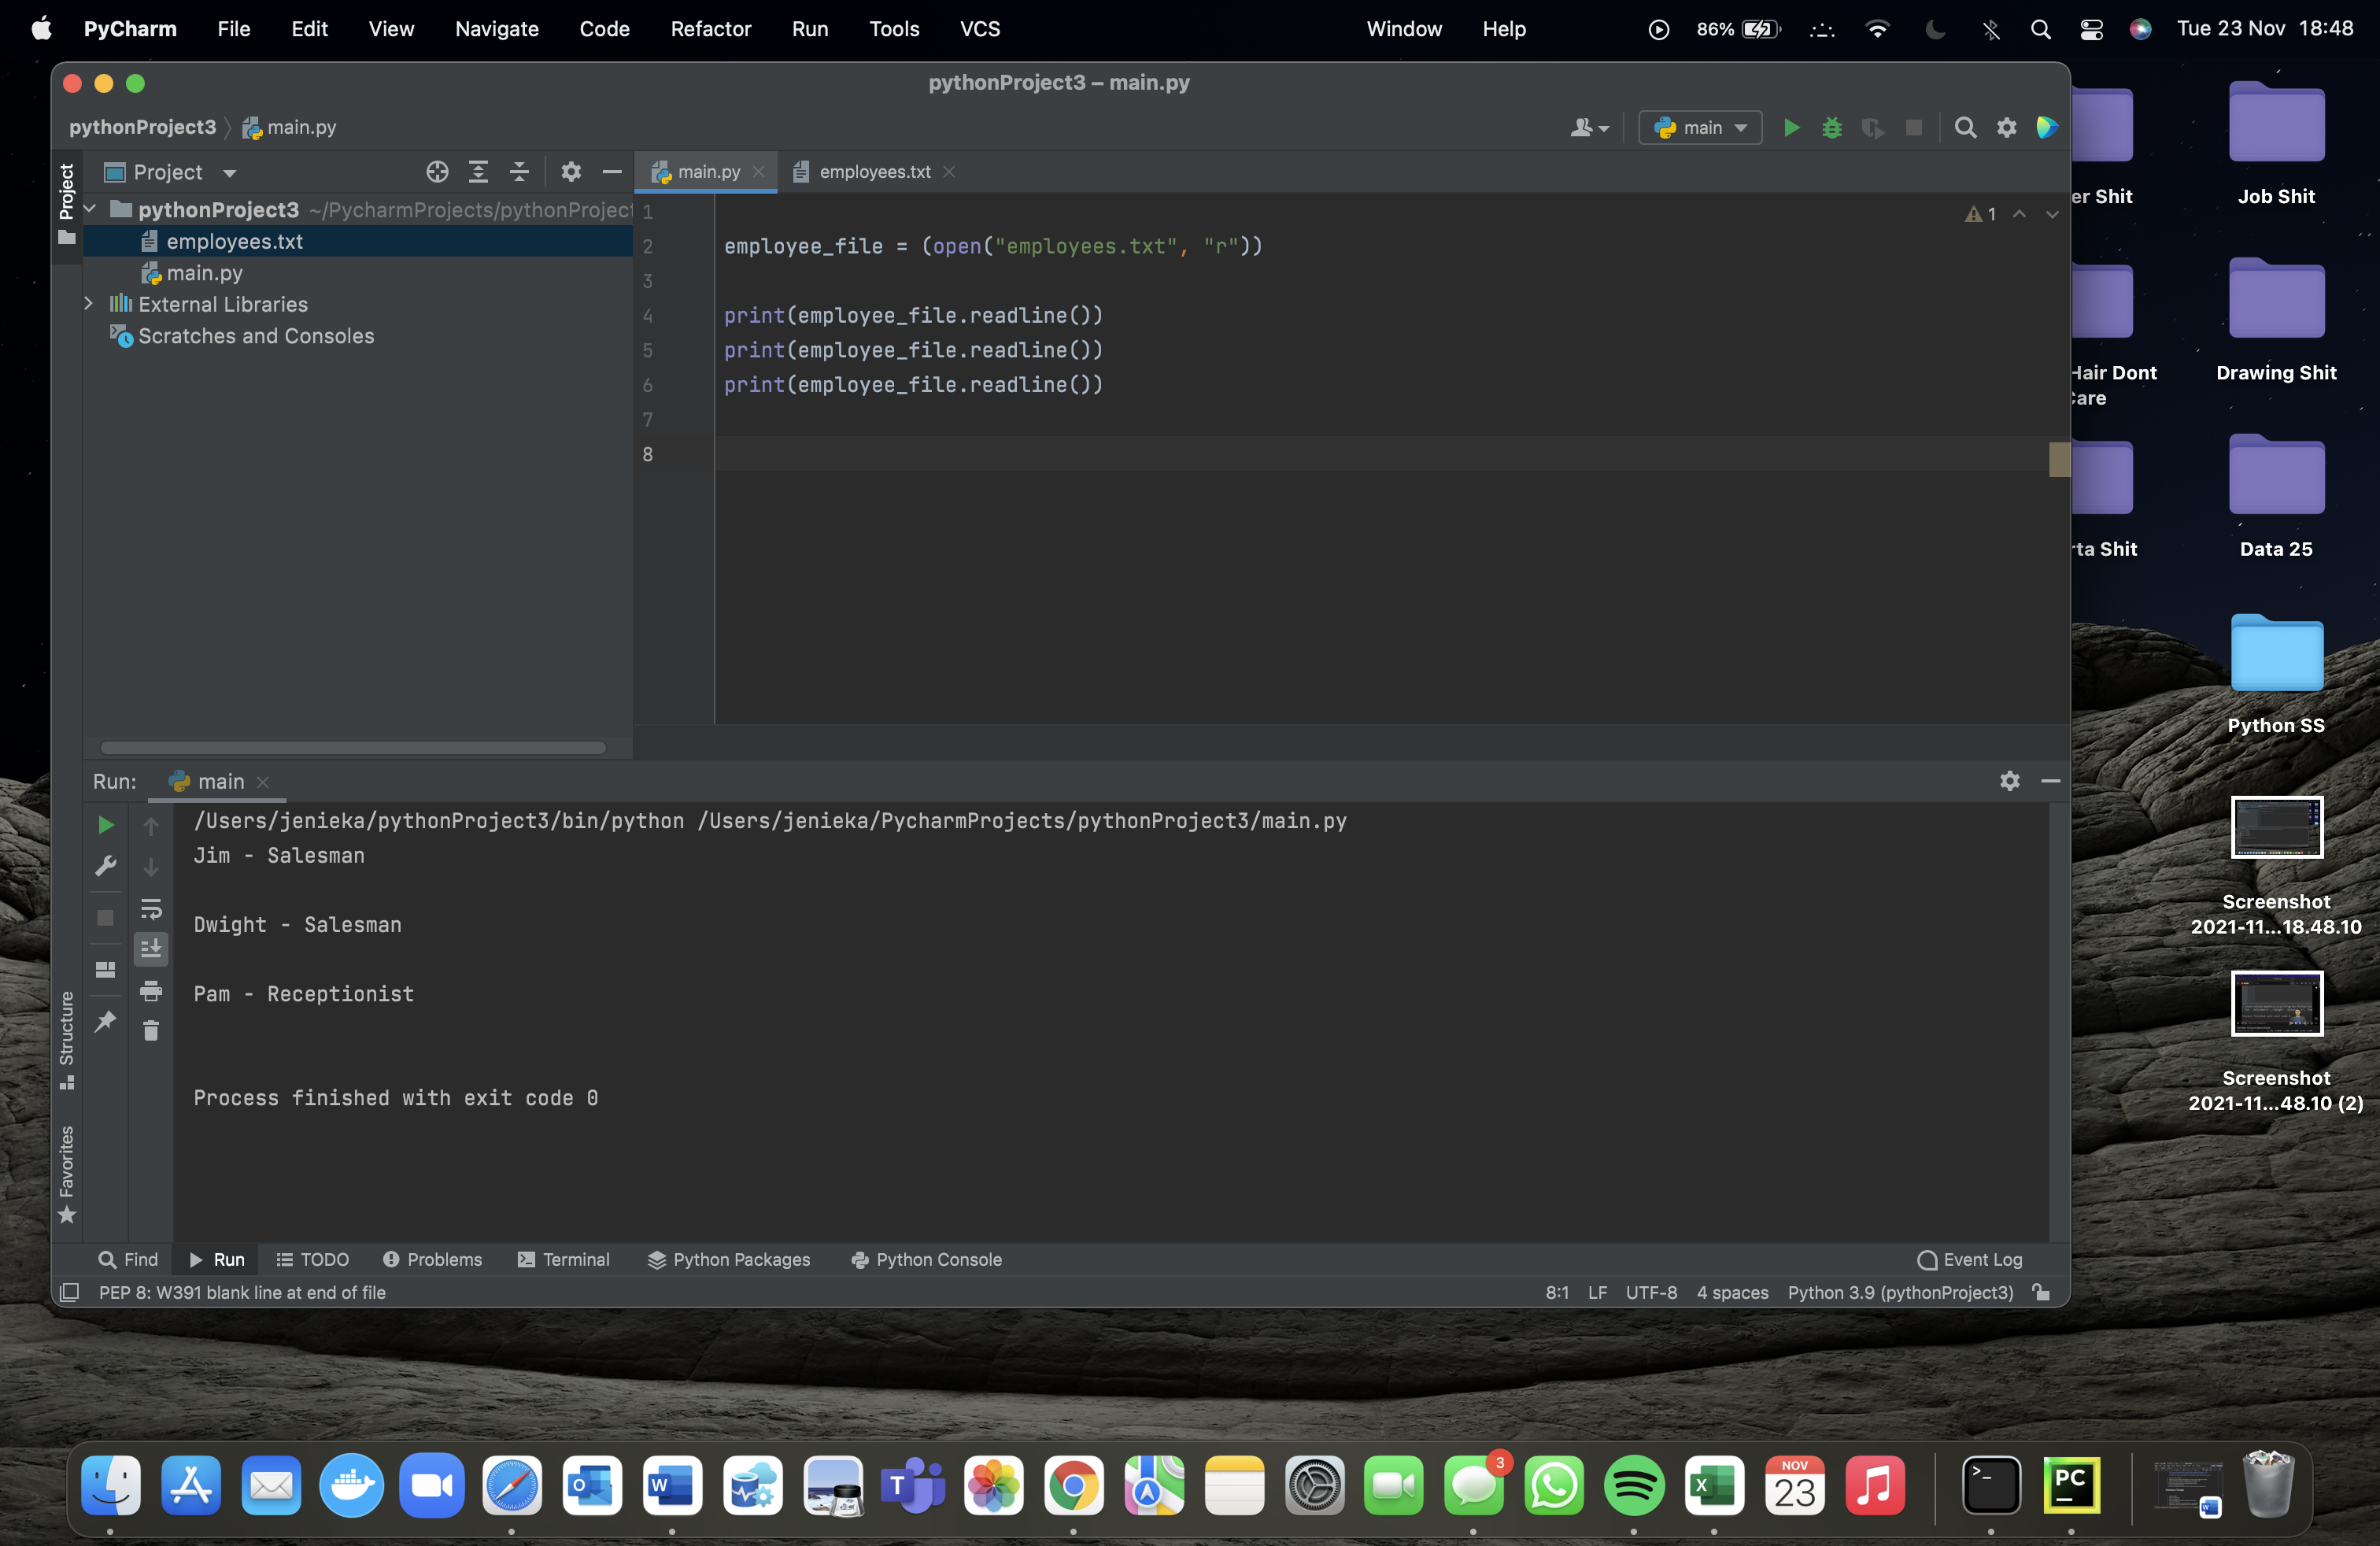 PyCharm File Edit View Navigate Code Refactor Run Tools VCS Window Help 86% Tue 23 Nov 18:48
pythonProject3 – main.py
pythonProject3 main.py
main
Project
Project
main.py
employees.txt
pythonProject3 ~/PycharmProjects/pythonProject
employees.txt
main.py
External Libraries
Scratches and Consoles
1
2 employee_file = (open("employees.txt", "r"))
3
4 print(employee_file.readline())
5 print(employee_file.readline())
6 print(employee_file.readline())
7
8
1
Run: main
/Users/jenieka/pythonProject3/bin/python /Users/jenieka/PycharmProjects/pythonProject3/main.py
Jim - Salesman
Dwight - Salesman
Pam - Receptionist
Process finished with exit code 0
Structure
Favorites
Find Run TODO Problems Terminal Python Packages Python Console Event Log
PEP 8: W391 blank line at end of file 8:1 LF UTF-8 4 spaces Python 3.9 (pythonProject3)
er Shit
Job Shit
Hair Dont
Care
Drawing Shit
rta Shit
Data 25
Python SS
Screenshot
2021-11...18.48.10
Screenshot
2021-11...48.10 (2)
3
NOV
23
PC